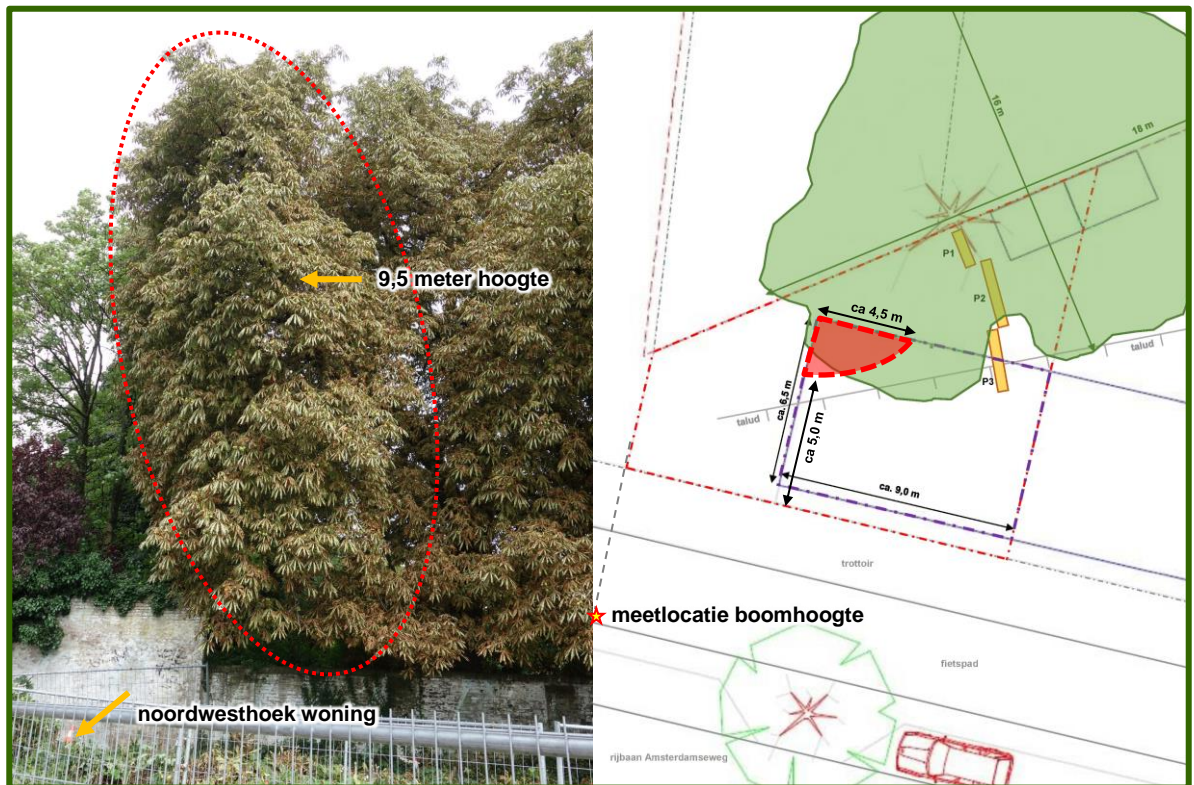 9,5 meter hoogte
noordwesthoek woning
16 m
18 m
P1
P2
P3
ca 4,5 m
talud
ca. 6,5 m
ca 5,0 m
talud
ca. 9,0 m
trottoir
meetlocatie boomhoogte
fietspad
rijbaan Amsterdamseweg